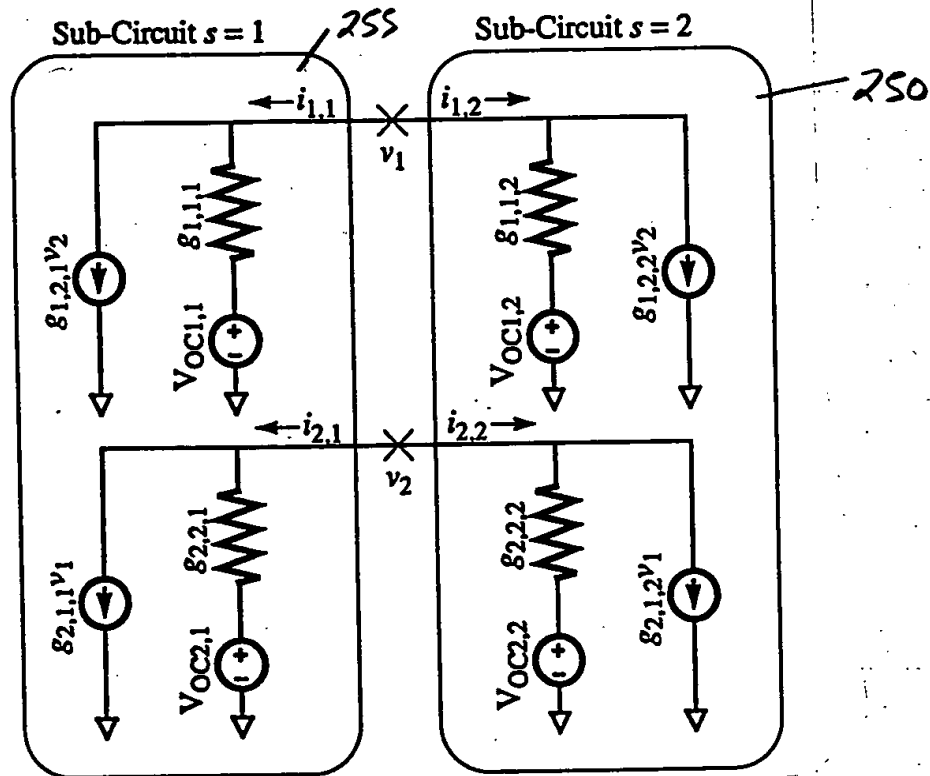 Sub-Circuit s = 1
255
Sub-Circuit s = 2
250
i1,1
i1,2
v1
g1,2,1v2
g1,1,1
VOC1,1
+
-
g1,1,2
VOC1,2
+
-
g1,2,2v2
i2,1
i2,2
v2
g2,1,1v1
g2,2,1
VOC2,1
+
-
g2,2,2
VOC2,2
+
-
g2,1,2v1